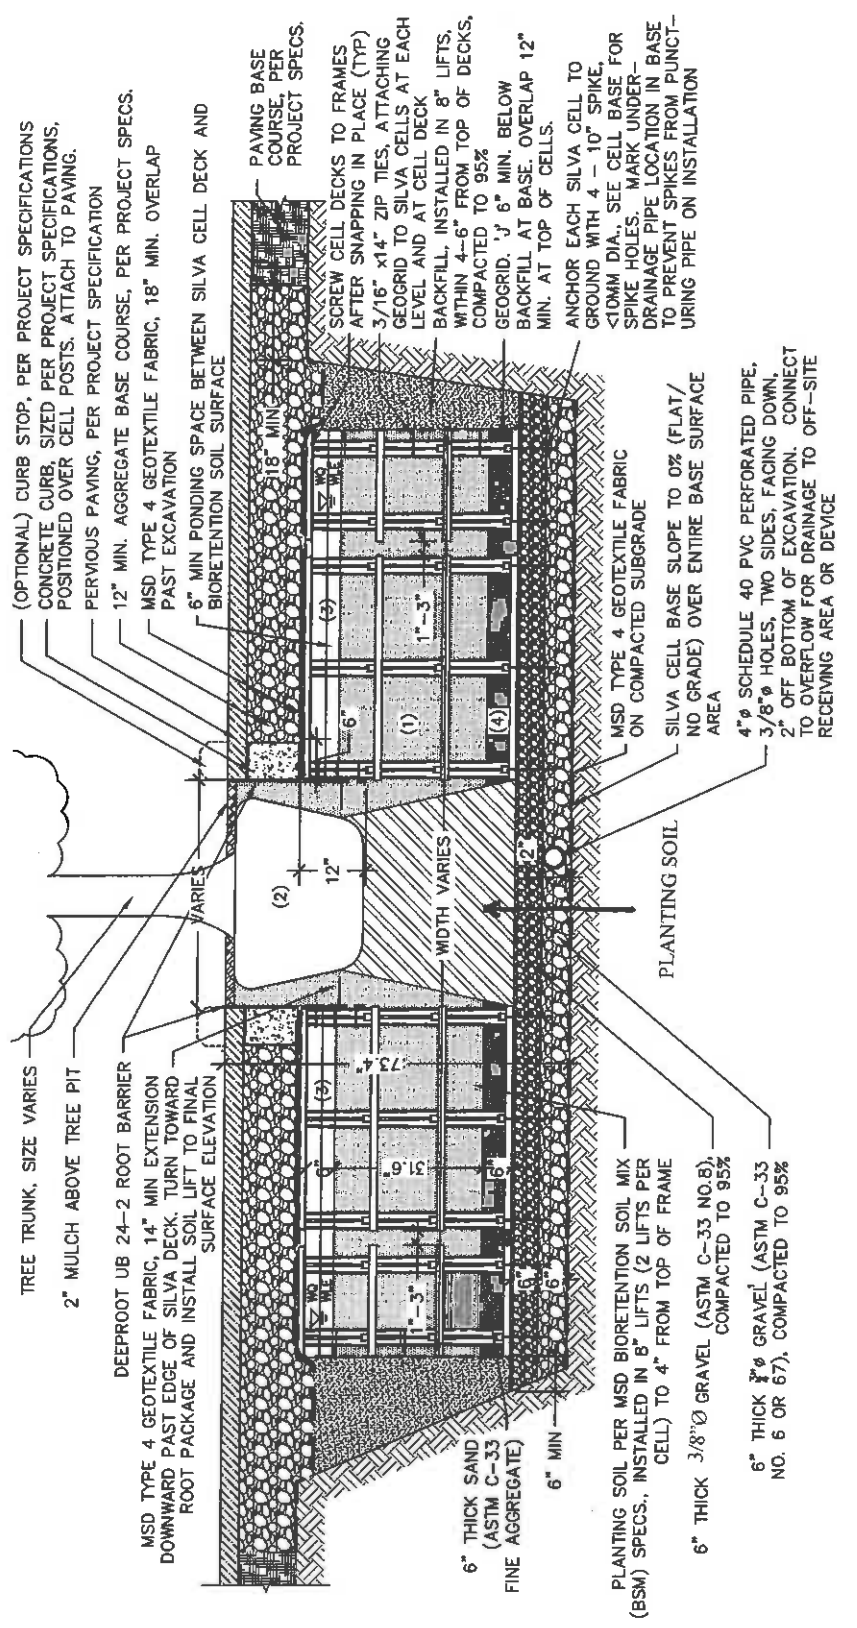 (OPTIONAL) CURB STOP, PER PROJECT SPECIFICATIONS
CONCRETE CURB, SIZED PER PROJECT SPECIFICATIONS,
POSITIONED OVER CELL POSTS. ATTACH TO PAVING.
PERVIOUS PAVING, PER PROJECT SPECIFICATION
12" MIN. AGGREGATE BASE COURSE, PER PROJECT SPECS.
MSD TYPE 4 GEOTEXTILE FABRIC, 18" MIN. OVERLAP
PAST EXCAVATION
6" MIN PONDING SPACE BETWEEN SILVA CELL DECK AND
BIORETENTION SOIL SURFACE
PAVING BASE
COURSE, PER
PROJECT SPECS.
SCREW CELL DECKS TO FRAMES
AFTER SNAPPING IN PLACE (TYP)
3/16" x14" ZIP TIES, ATTACHING
GEOGRID TO SILVA CELLS AT EACH
LEVEL AND AT CELL DECK
BACKFILL, INSTALLED IN 8" LIFTS,
WITHIN 4-6" FROM TOP OF DECKS,
COMPACTED TO 95%
GEOGRID. 'J' 6" MIN. BELOW
BACKFILL AT BASE. OVERLAP 12"
MIN. AT TOP OF CELLS.
ANCHOR EACH SILVA CELL TO
GROUND WITH 4 - 10" SPIKE,
<10MM DIA., SEE CELL BASE FOR
SPIKE HOLES. MARK UNDER-
DRAINAGE PIPE LOCATION IN BASE
TO PREVENT SPIKES FROM PUNCT-
URING PIPE ON INSTALLATION
TREE TRUNK, SIZE VARIES
2" MULCH ABOVE TREE PIT
DEEPROOT UB 24-2 ROOT BARRIER
MSD TYPE 4 GEOTEXTILE FABRIC, 14" MIN EXTENSION
DOWNWARD PAST EDGE OF SILVA DECK. TURN TOWARD
ROOT PACKAGE AND INSTALL SOIL LIFT TO FINAL
SURFACE ELEVATION
VARIES
18" MIN.
WQ
W.L.E
(3)
6"
31.6"
73.4"
1"-3"
6"
6"
6"
(2)
12"
WIDTH VARIES
12"
6"
(1)
(4)
(3)
1"-3"
WQ
W.L.E
6" THICK SAND
(ASTM C-33
FINE AGGREGATE)
6" MIN
PLANTING SOIL PER MSD BIORETENTION SOIL MIX
(BSM) SPECS., INSTALLED IN 8" LIFTS (2 LIFTS PER
CELL) TO 4" FROM TOP OF FRAME
6" THICK 3/8"Ø GRAVEL (ASTM C-33 NO.8),
COMPACTED TO 95%
6" THICK ¾"ø GRAVEL (ASTM C-33
NO. 6 OR 67), COMPACTED TO 95%
PLANTING SOIL
MSD TYPE 4 GEOTEXTILE FABRIC
ON COMPACTED SUBGRADE
SILVA CELL BASE SLOPE TO 0% (FLAT/
NO GRADE) OVER ENTIRE BASE SURFACE
AREA
4"ø SCHEDULE 40 PVC PERFORATED PIPE,
3/8"ø HOLES, TWO SIDES, FACING DOWN,
2" OFF BOTTOM OF EXCAVATION. CONNECT
TO OVERFLOW FOR DRAINAGE TO OFF-SITE
RECEIVING AREA OR DEVICE